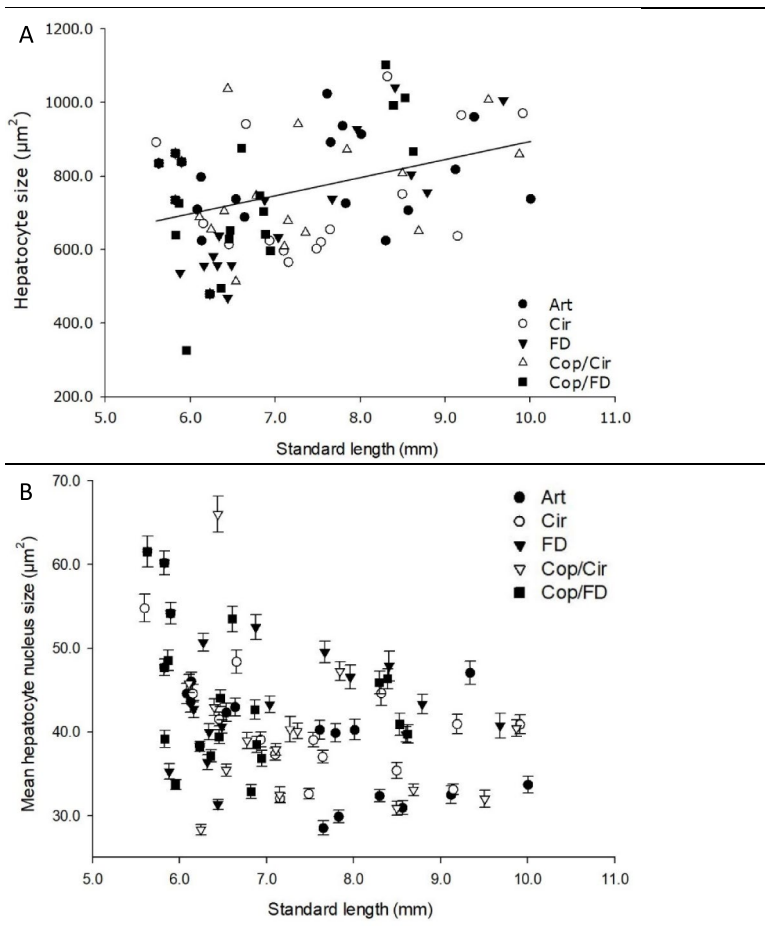 A
1200.0
1000.0
800.0
600.0
400.0
200.0
Hepatocyte size (µm²)
Art
Cir
FD
Cop/Cir
Cop/FD
5.0 6.0 7.0 8.0 9.0 10.0 11.0
Standard length (mm)
B
70.0
60.0
50.0
40.0
30.0
Mean hepatocyte nucleus size (µm²)
Art
Cir
FD
Cop/Cir
Cop/FD
5.0 6.0 7.0 8.0 9.0 10.0 11.0
Standard length (mm)